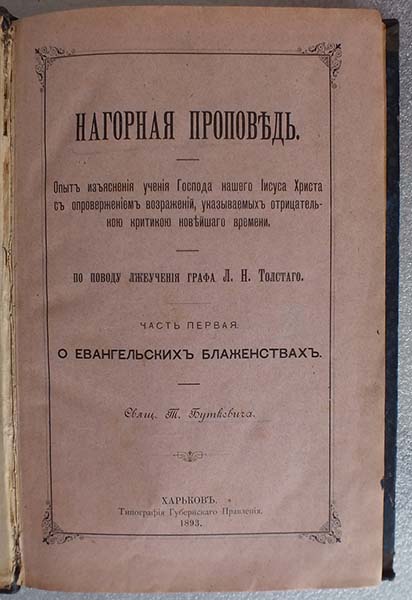 НАГОРНАЯ ПРОПОВѢДЬ.
Опытъ изъясненія ученія Господа нашего Іисуса Христа
съ опроверженіемъ возраженій, указываемыхъ отрицатель-
ною критикою новѣйшаго времени.
ПО ПОВОДУ ЛЖЕУЧЕНІЯ ГРАФА Л. Н. ТОЛСТАГО.
ЧАСТЬ ПЕРВАЯ.
О ЕВАНГЕЛЬСКИХЪ БЛАЖЕНСТВАХЪ.
Свящ. Т. Буткевича.
ХАРЬКОВЪ.
Типографія Губернскаго Правленія.
1893.